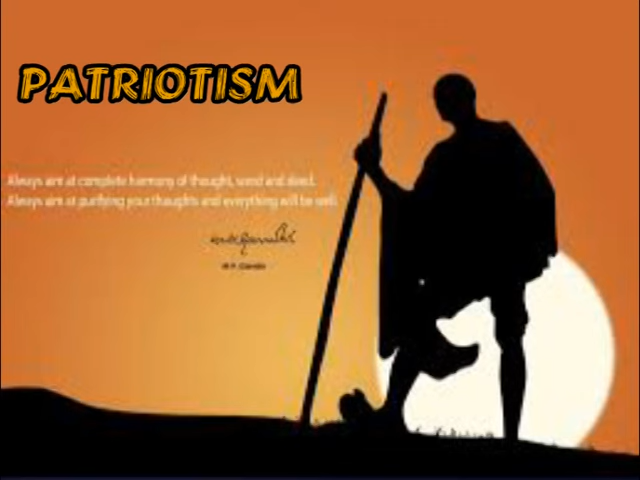 PATRIOTISM
Always aim at complete harmony of thought, word and deed.
Always aim at purifying your thoughts and everything will be well.